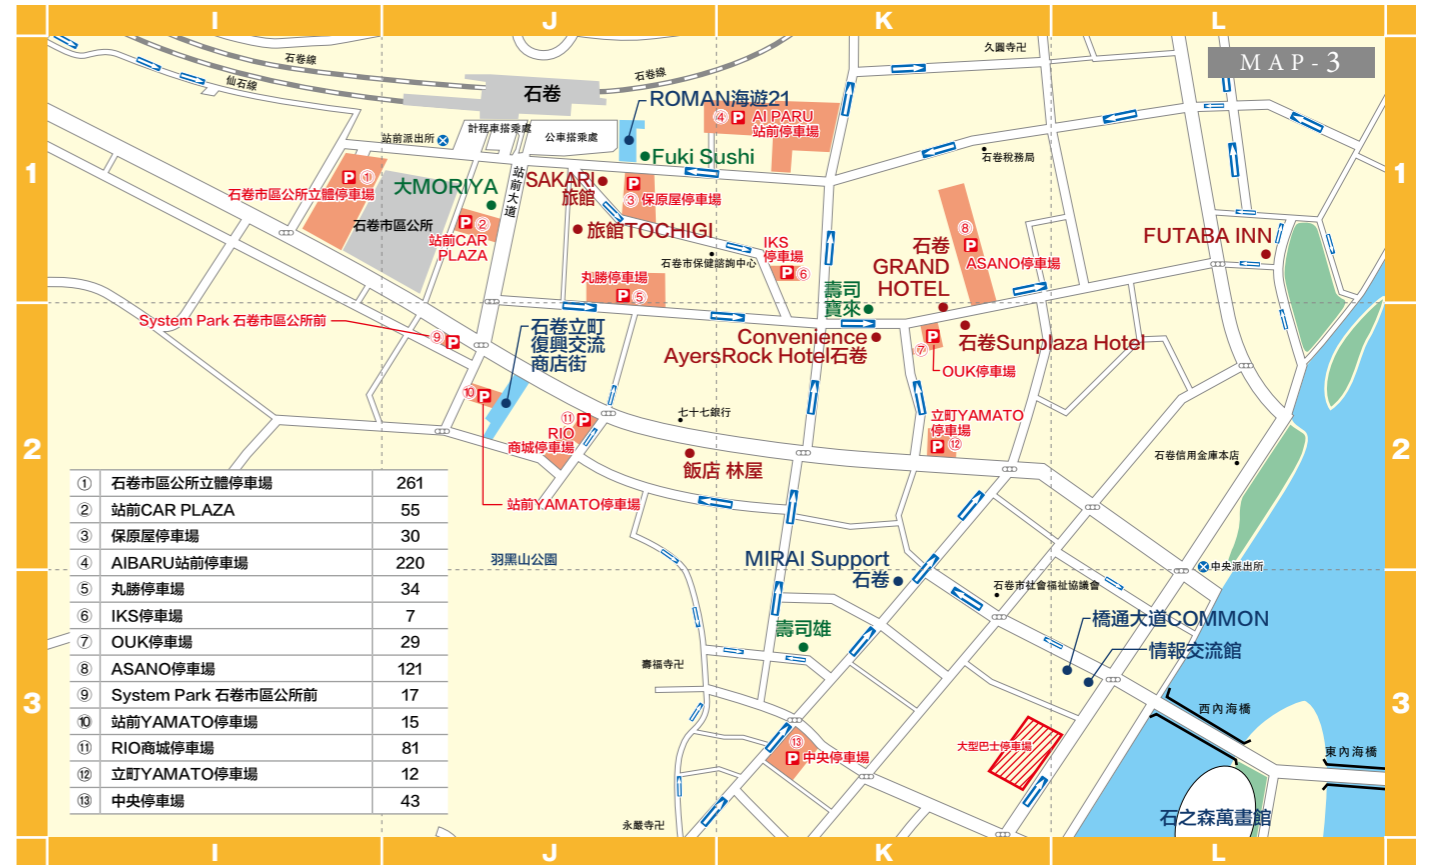 I J K L
MAP-3
1
1
2
2
3
3
I J K L
石卷線
仙石線
石卷線
石卷
久圓寺卍
ROMAN海遊21
④ P AI PARU
站前停車場
計程車搭乘處
公車搭乘處
站前派出所
Fuki Sushi
石卷稅務局
P ①
石卷市區公所立體停車場
石卷市區公所
大MORIYA
站前大道
SAKARI
旅館
P
③ 保原屋停車場
P ②
站前CAR
PLAZA
旅館TOCHIGI
石卷市保健諮詢中心
IKS
停車場
P ⑥
丸勝停車場
P ⑤
⑧
P
ASANO停車場
石卷
GRAND
HOTEL
FUTABA INN
壽司
寶來
System Park 石卷市區公所前
⑨ P
石卷立町
復興交流
商店街
Convenience
AyersRock Hotel石卷
P
⑦
石卷Sunplaza Hotel
OUK停車場
⑩ P
⑪ P
RIO
商城停車場
七十七銀行
立町YAMATO
停車場
P ⑫
石卷信用金庫本店
飯店 林屋
站前YAMATO停車場
羽黑山公園
MIRAI Support
石卷
中央派出所
石卷市社會福祉協議會
橋通大道COMMON
情報交流館
壽司雄
壽福寺卍
西內海橋
東內海橋
⑬
P 中央停車場
大型巴士停車場
石之森萬畫館
永嚴寺卍
① 石卷市區公所立體停車場 261
② 站前CAR PLAZA 55
③ 保原屋停車場 30
④ AIBARU站前停車場 220
⑤ 丸勝停車場 34
⑥ IKS停車場 7
⑦ OUK停車場 29
⑧ ASANO停車場 121
⑨ System Park 石卷市區公所前 17
⑩ 站前YAMATO停車場 15
⑪ RIO商城停車場 81
⑫ 立町YAMATO停車場 12
⑬ 中央停車場 43